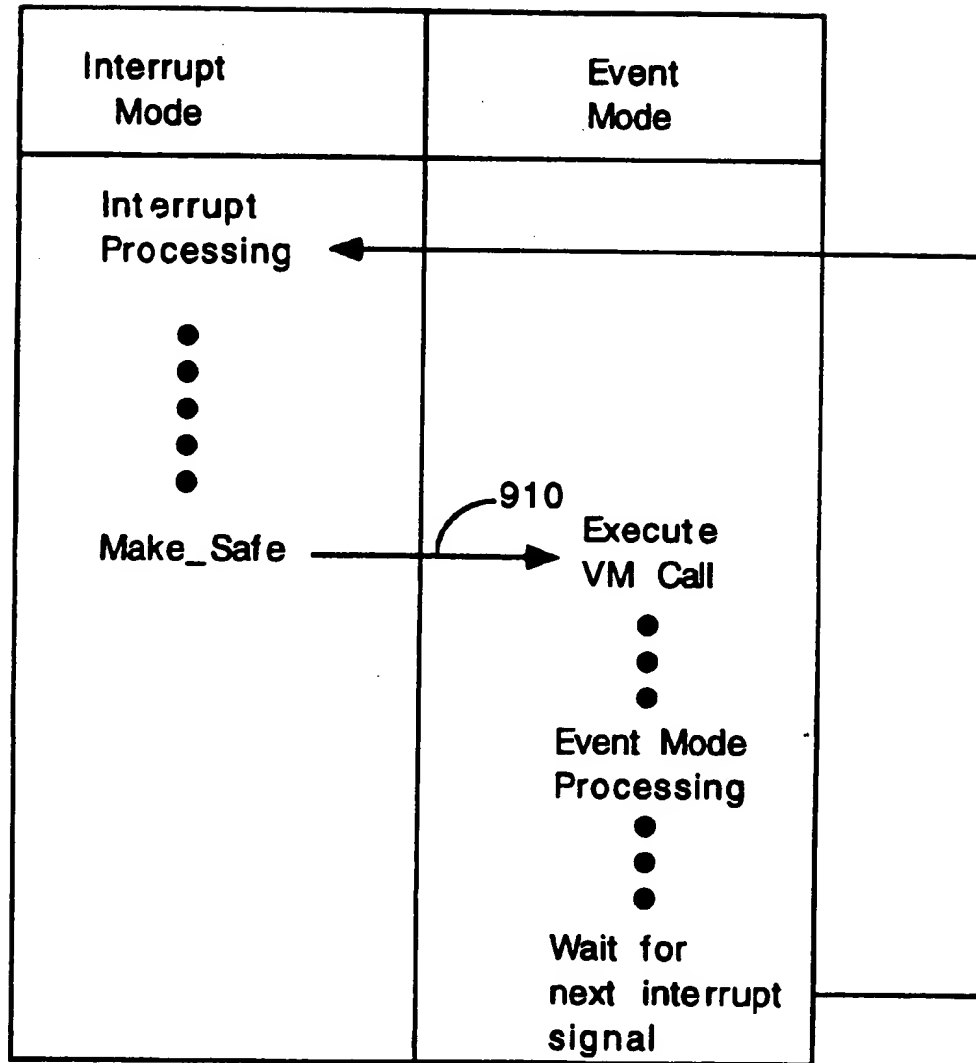 Interrupt
Mode
Event
Mode
Interrupt
Processing
910
Make_Safe
Execute
VM Call
Event Mode
Processing
Wait for
next interrupt
signal